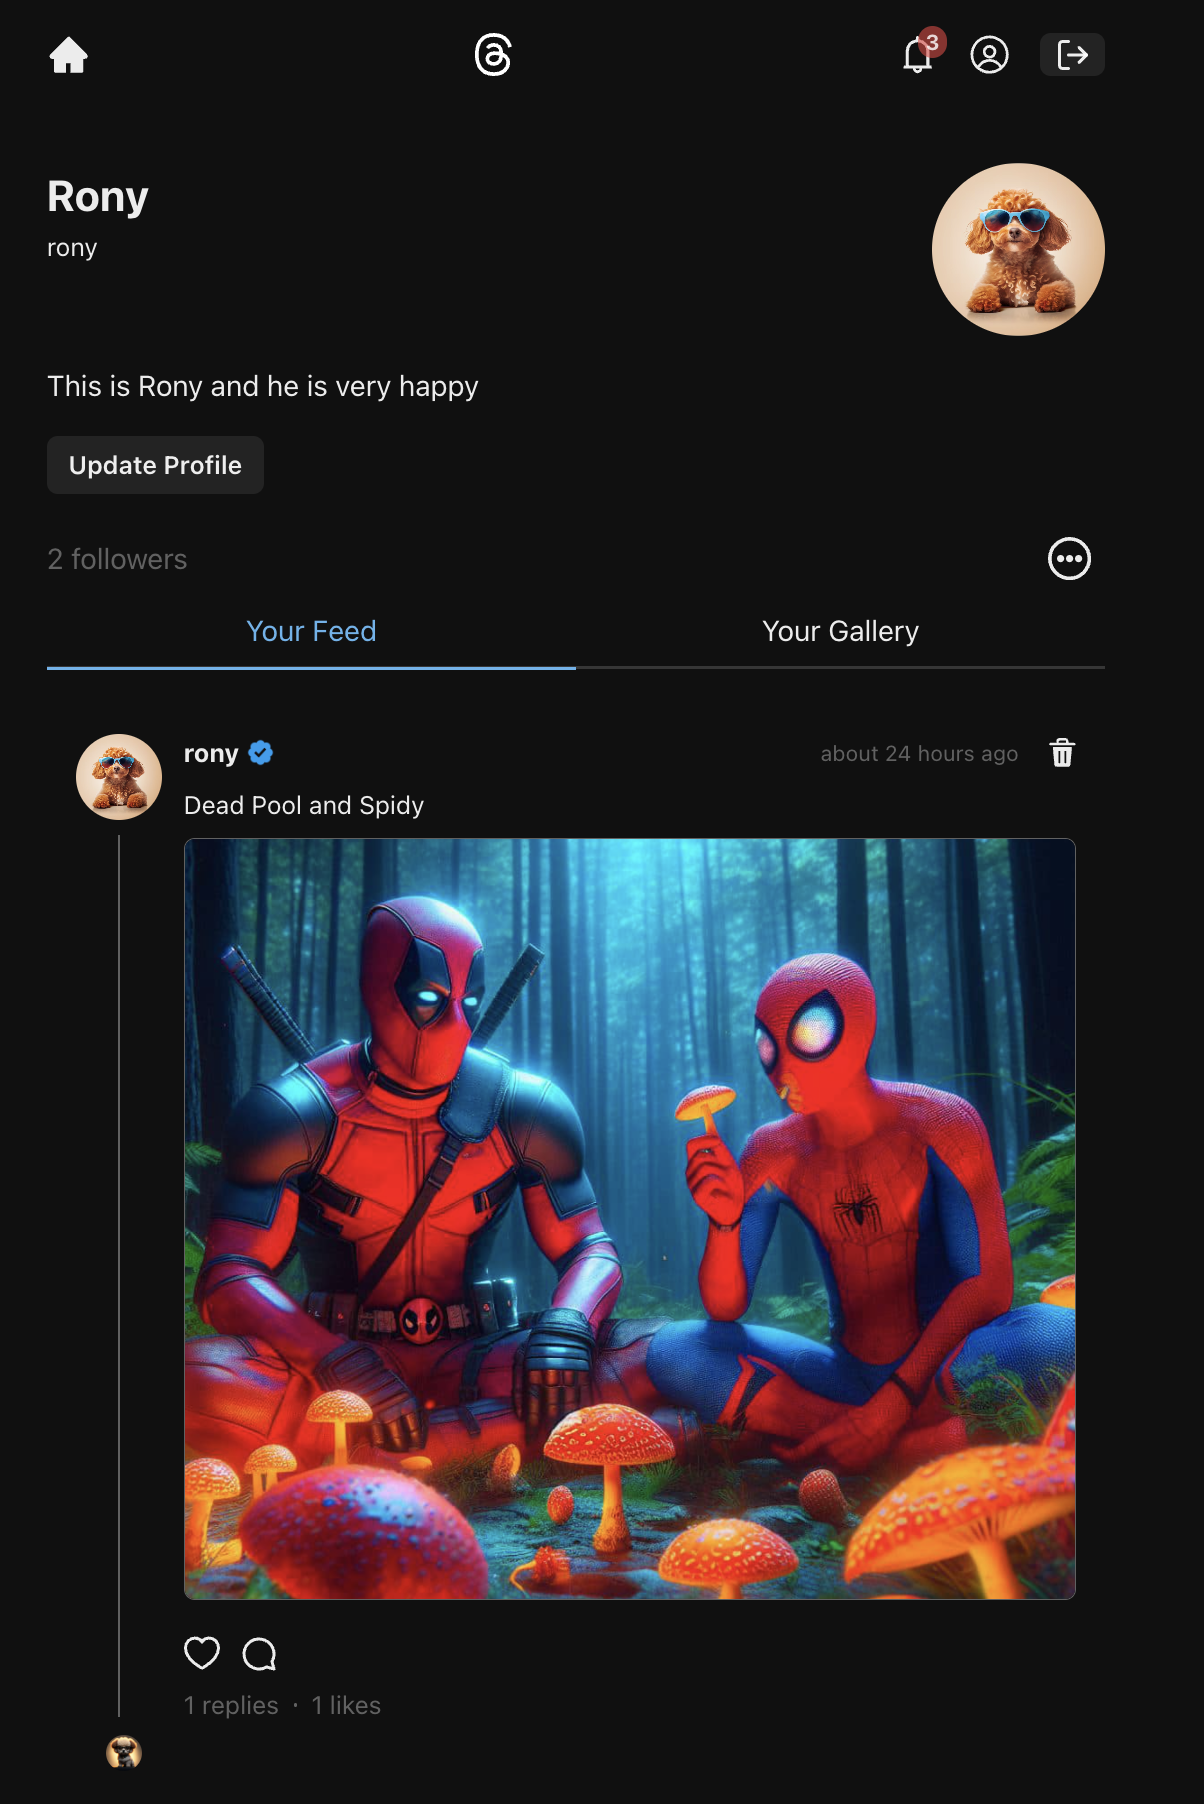 3
Rony
rony
This is Rony and he is very happy
Update Profile
2 followers
Your Feed
Your Gallery
rony
about 24 hours ago
Dead Pool and Spidy
1 replies · 1 likes